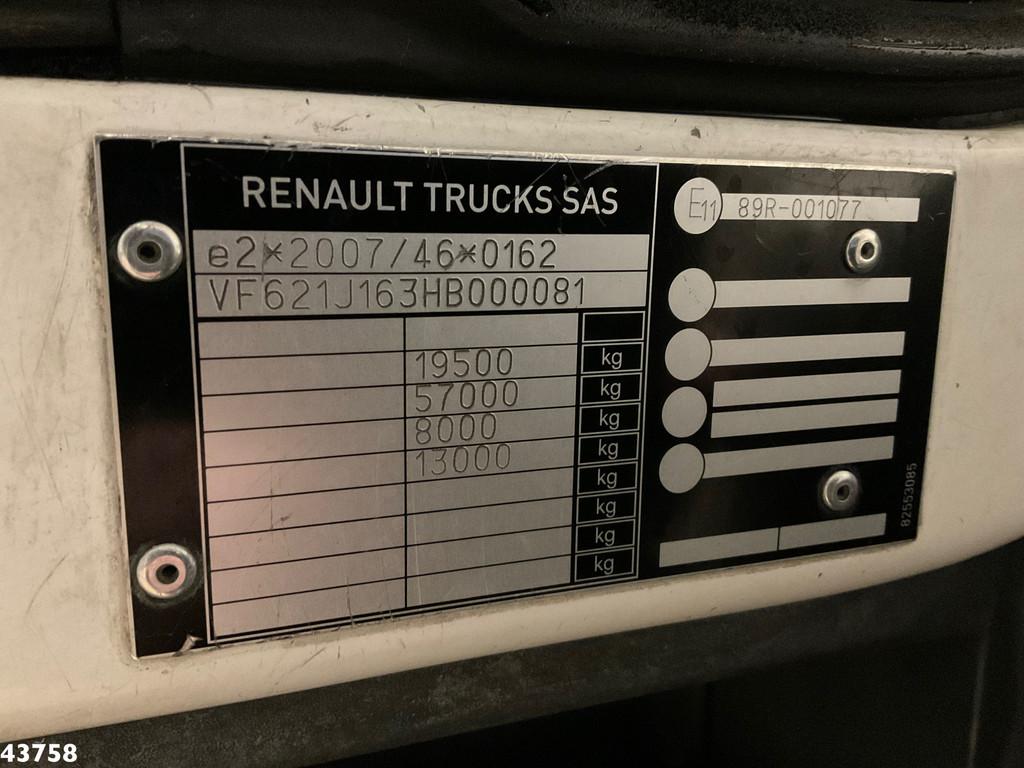 RENAULT TRUCKS SAS
e2*2007/46*0162
VF621J163HB000081
19500 kg
57000 kg
8000 kg
13000 kg
kg
kg
kg
kg
E11 89R-001077
82553085
43758